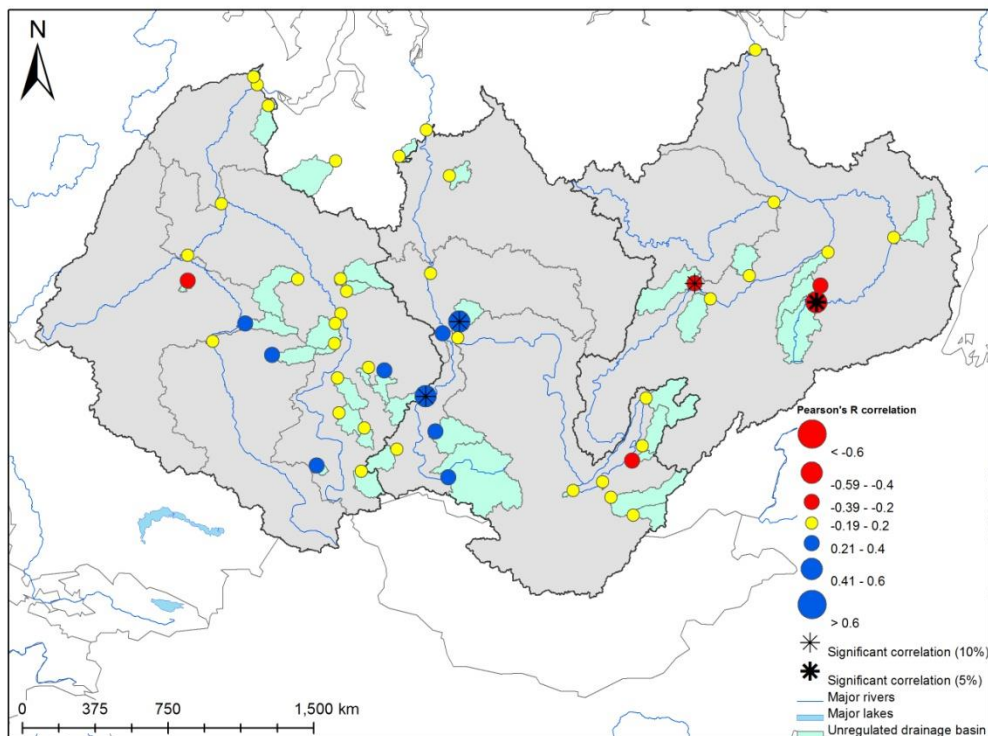 N
Pearson's R correlation
< -0.6
-0.59 - -0.4
-0.39 - -0.2
-0.19 - 0.2
0.21 - 0.4
0.41 - 0.6
> 0.6
Significant correlation (10%)
Significant correlation (5%)
Major rivers
Major lakes
Unregulated drainage basin
0 375 750 1,500 km